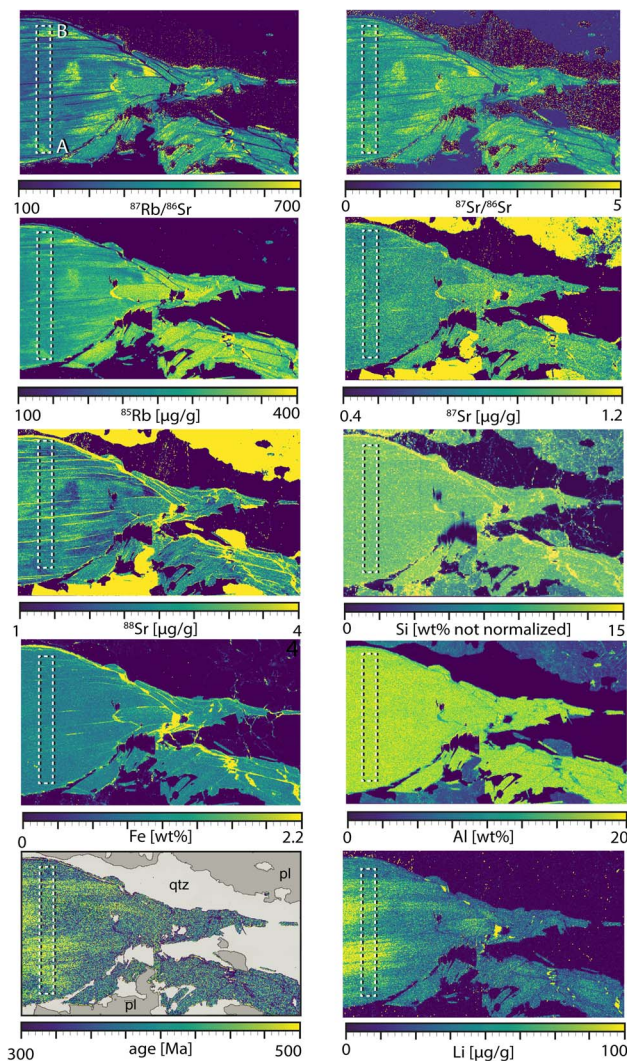 B
A
100 700
⁸⁷Rb/⁸⁶Sr
0 5
⁸⁷Sr/⁸⁶Sr
100 400
⁸⁵Rb [µg/g]
0.4 1.2
⁸⁷Sr [µg/g]
1 4
⁸⁸Sr [µg/g]
0 15
Si [wt% not normalized]
4
0 2.2
Fe [wt%]
0 20
Al [wt%]
qtz
pl
pl
300 500
age [Ma]
0 100
Li [µg/g]